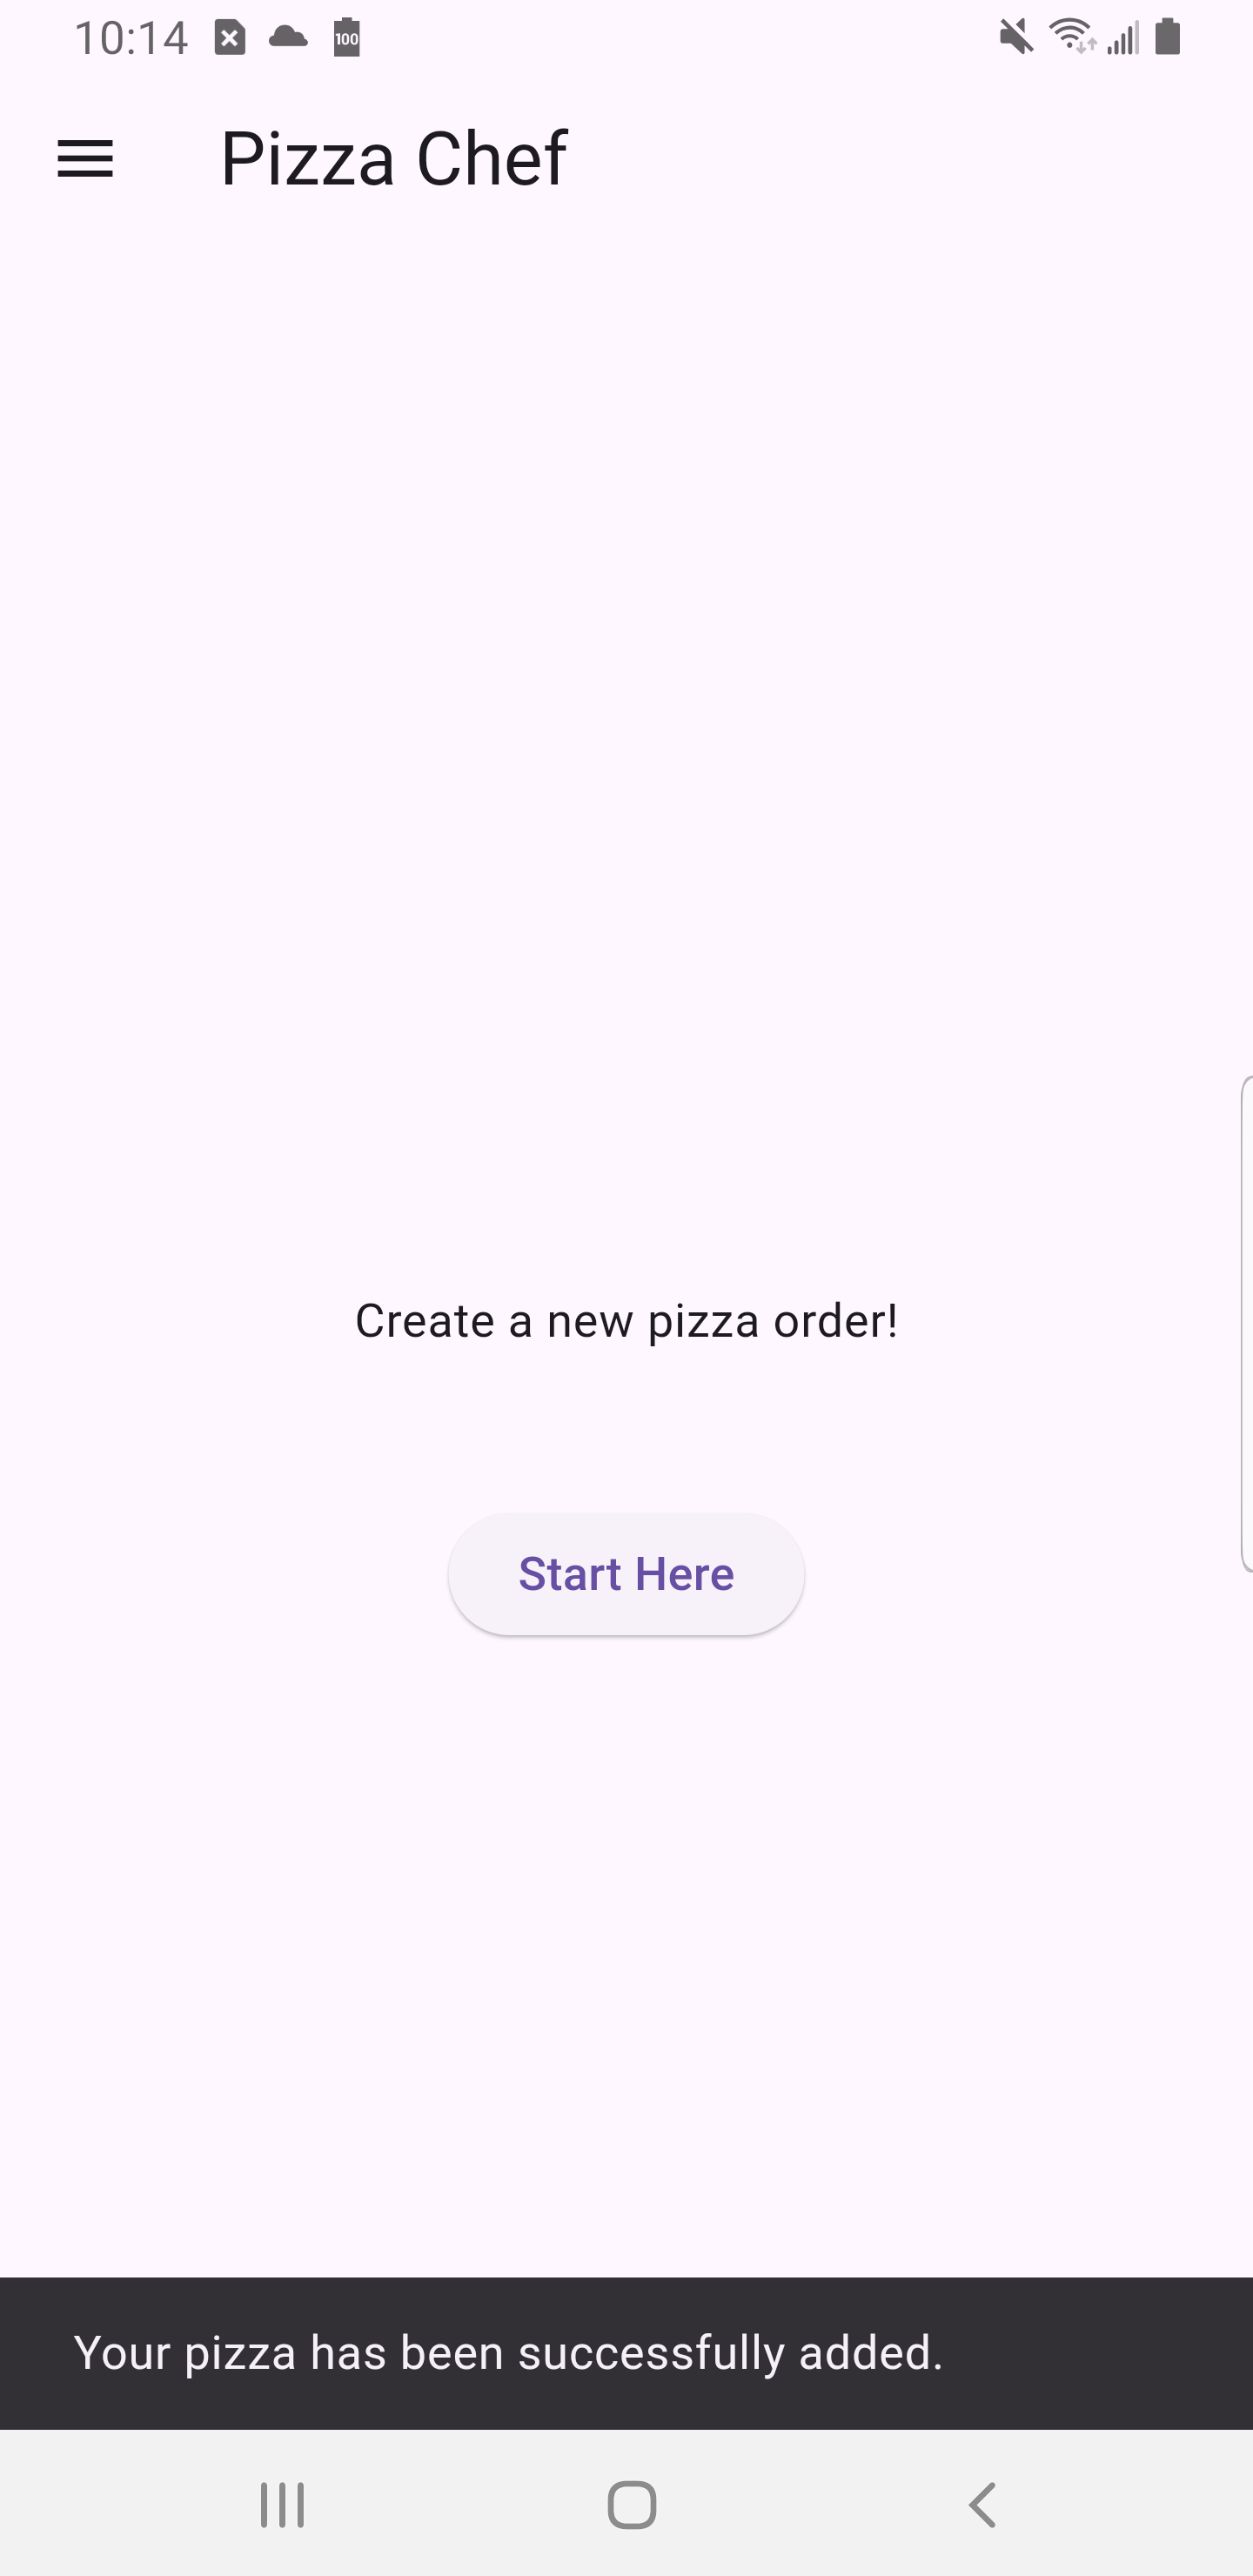 10:14
100
Pizza Chef
Create a new pizza order!
Start Here
Your pizza has been successfully added.